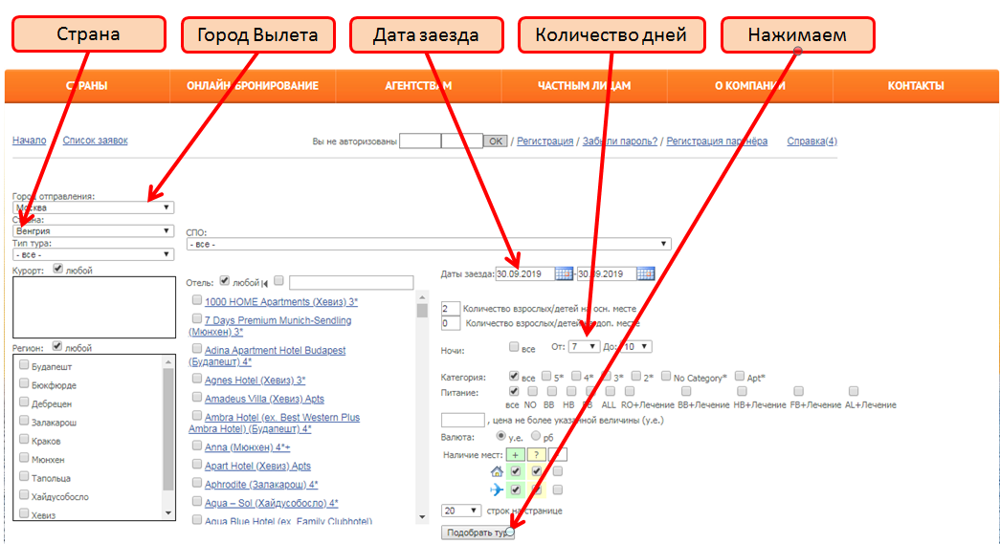 Страна
Город Вылета
Дата заезда
Количество дней
Нажимаем
СТРАНЫ
ОНЛАЙН БРОНИРОВАНИЕ
АГЕНТСТВАМ
ЧАСТНЫМ ЛИЦАМ
О КОМПАНИИ
КОНТАКТЫ
Начало Список заявок Вы не авторизованы OK / Регистрация / Забыли пароль? / Регистрация партнёра Справка(4)
Город отправления:
Москва
Страна:
Венгрия
Тип тура:
- все -
СПО:
- все -
Курорт: любой
Регион: любой
Будапешт
Бюкфюрде
Дебрецен
Залакарош
Краков
Мюнхен
Тапольца
Хайдусобосло
Хевиз
Отель: любой
1000 HOME Apartments (Хевиз) 3*
7 Days Premium Munich-Sendling
(Мюнхен) 3*
Adina Apartment Hotel Budapest
(Будапешт) 4*
Agnes Hotel (Хевиз) 3*
Amadeus Villa (Хевиз) Apts
Ambra Hotel (ex. Best Western Plus
Ambra Hotel) (Будапешт) 4*
Anna (Мюнхен) 4*+
Apart Hotel (Хевиз) Apts
Aphrodite (Залакарош) 4*
Aqua – Sol (Хайдусобосло) 4*
Aqua Blue Hotel (ex. Family Clubhotel)
Даты заезда: 30.09.2019 - 30.09.2019
2 Количество взрослых/детей на осн. месте
0 Количество взрослых/детей на доп. месте
Ночи: все От: 7 До: 10
Категория: все 5* 4* 3* 2* No Category* Apt*
Питание:
все NO BB HB FB ALL RO+Лечение BB+Лечение HB+Лечение FB+Лечение AL+Лечение
, цена не более указанной величины (у.е.)
Валюта: у.е. рб
Наличие мест: + ?
20 строк на странице
Подобрать тур